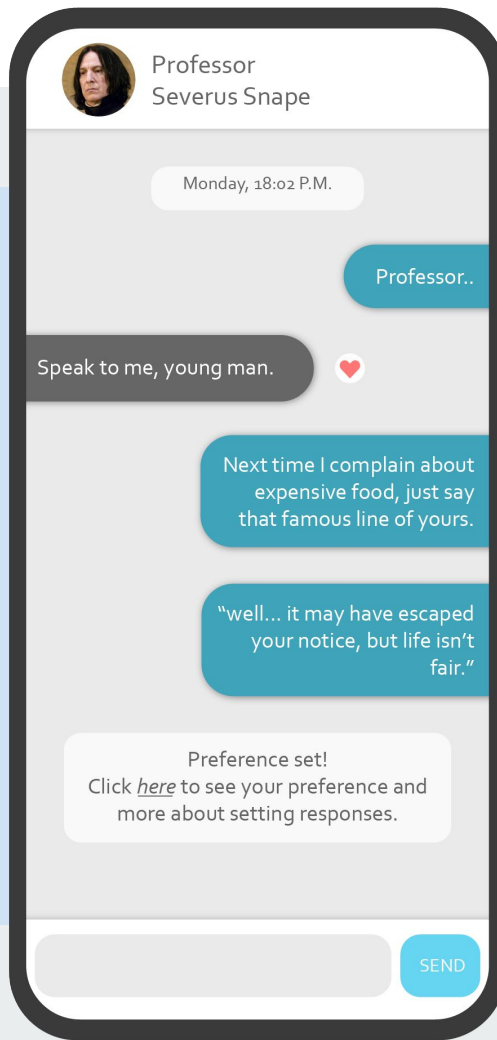 Professor
Severus Snape
Monday, 18:02 P.M.
Professor..
Speak to me, young man.
Next time I complain about
expensive food, just say
that famous line of yours.
“well... it may have escaped
your notice, but life isn’t
fair.”
Preference set!
Click here to see your preference and
more about setting responses.
SEND